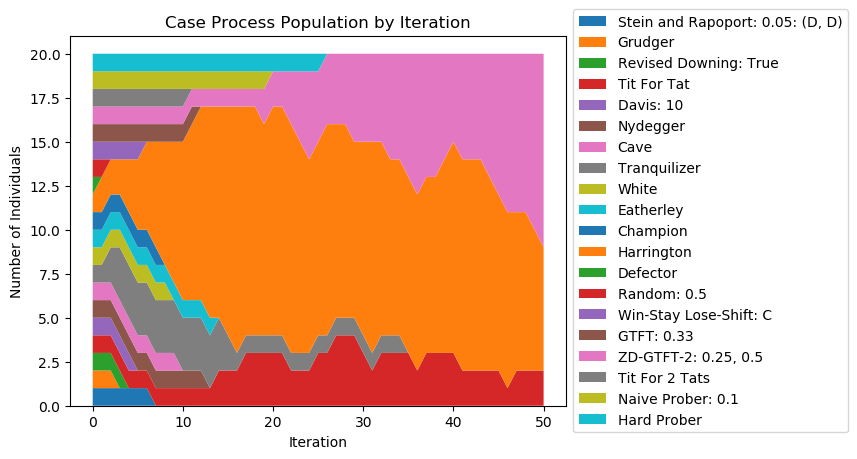 Case Process Population by Iteration
20.0
17.5
15.0
12.5
10.0
7.5
5.0
2.5
0.0
Number of Individuals
0 10 20 30 40 50
Iteration
Stein and Rapoport: 0.05: (D, D)
Grudger
Revised Downing: True
Tit For Tat
Davis: 10
Nydegger
Cave
Tranquilizer
White
Eatherley
Champion
Harrington
Defector
Random: 0.5
Win-Stay Lose-Shift: C
GTFT: 0.33
ZD-GTFT-2: 0.25, 0.5
Tit For 2 Tats
Naive Prober: 0.1
Hard Prober